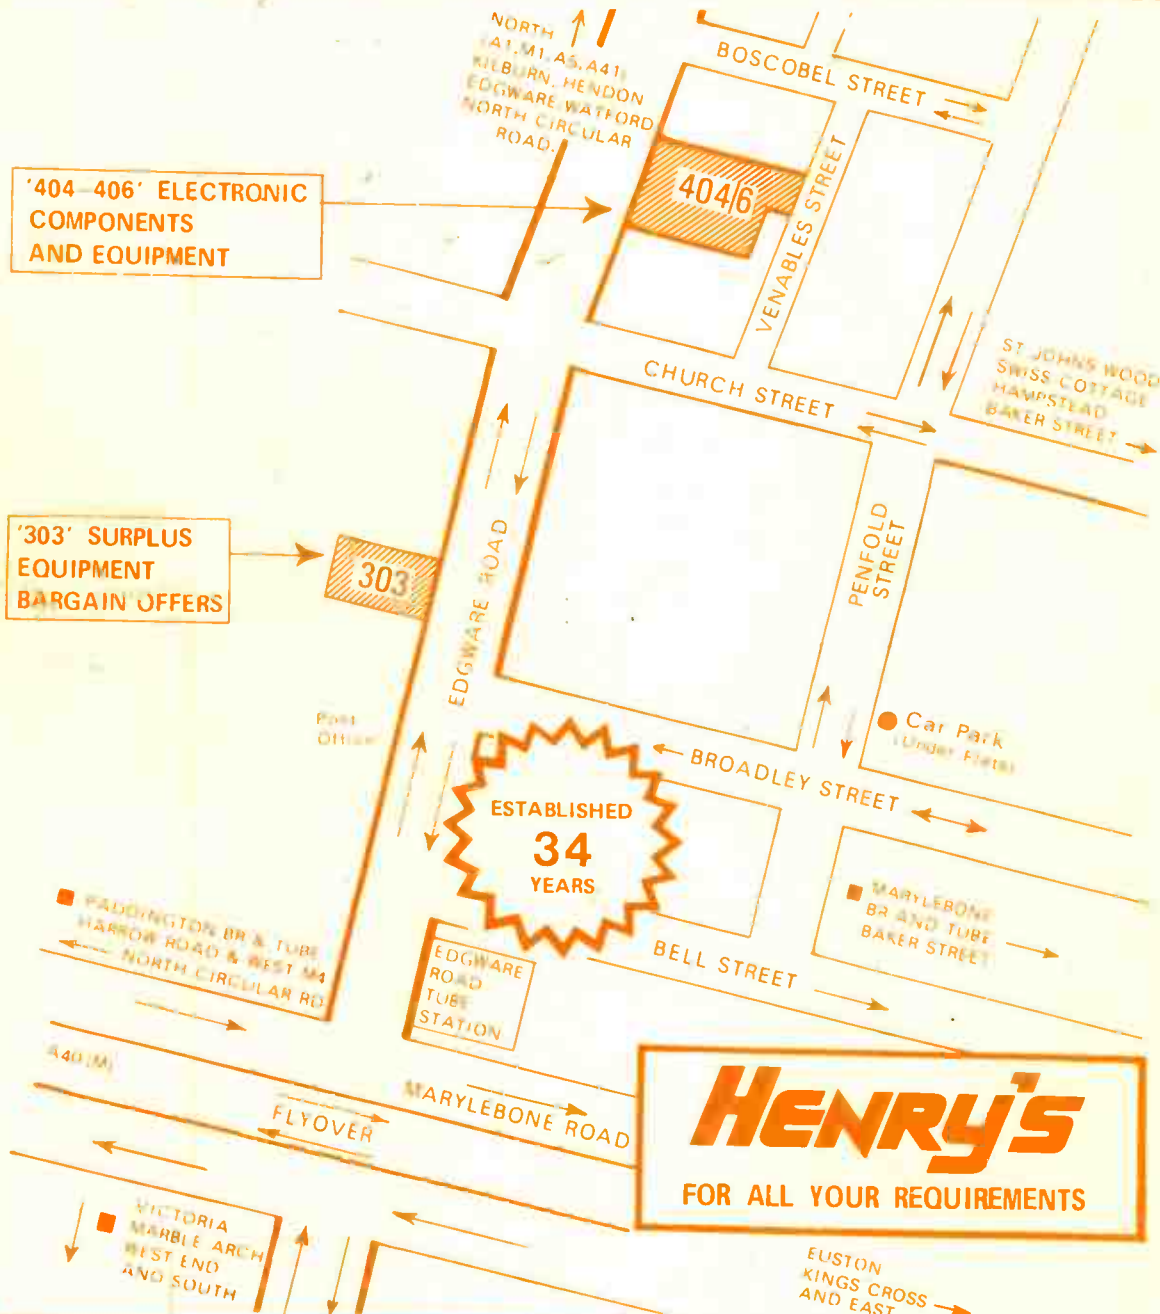 NORTH
(A1.M1.A5.A41)
KILBURN. HENDON
EDGWARE WATFORD
NORTH CIRCULAR
ROAD.
BOSCOBEL STREET
'404-406' ELECTRONIC
COMPONENTS
AND EQUIPMENT
404/6
VENABLES STREET
CHURCH STREET
ST JOHNS WOOD
SWISS COTTAGE
HAMPSTEAD
BAKER STREET
'303' SURPLUS
EQUIPMENT
BARGAIN OFFERS
303
EDGWARE ROAD
PENFOLD
STREET
Post
Office
Car Park
(Under Flats)
BROADLEY STREET
ESTABLISHED
34
YEARS
PADDINGTON BR & TUBE
HARROW ROAD & WEST M4
NORTH CIRCULAR RD
MARYLEBONE
BR AND TUBE
BAKER STREET
EDGWARE
ROAD
TUBE
STATION
BELL STREET
A40(M)
FLYOVER
MARYLEBONE ROAD
HENRY'S
FOR ALL YOUR REQUIREMENTS
VICTORIA
MARBLE ARCH
WEST END
AND SOUTH
EUSTON
KINGS CROSS
AND EAST